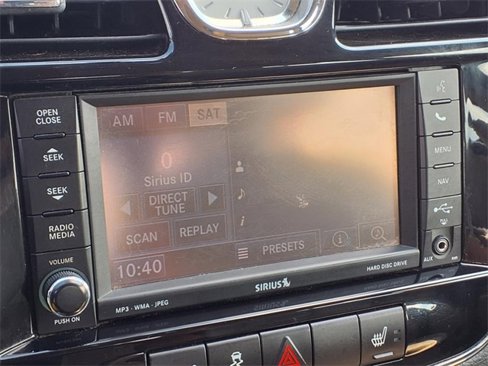 OPEN
CLOSE
SEEK
SEEK
RADIO
MEDIA
VOLUME
PUSH ON
AM FM SAT
0
Sirius ID
DIRECT
TUNE
SCAN REPLAY
PRESETS
10:40
SIRIUS
MP3 · WMA · JPEG
HARD DISC DRIVE
MENU
NAV
AUX